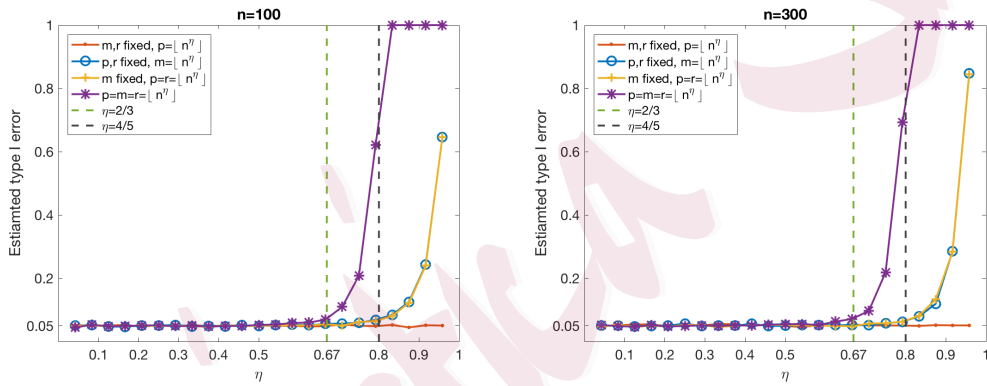 n=100
1
0.8
0.6
0.4
0.2
0.05
Estiamted type I error
m,r fixed, p=⌊ n^η ⌋
p,r fixed, m=⌊ n^η ⌋
m fixed, p=r=⌊ n^η ⌋
p=m=r=⌊ n^η ⌋
η=2/3
η=4/5
0.1 0.2 0.3 0.4 0.5 0.67 0.8 0.9 1
η
n=300
1
0.8
0.6
0.4
0.2
0.05
Estiamted type I error
m,r fixed, p=⌊ n^η ⌋
p,r fixed, m=⌊ n^η ⌋
m fixed, p=r=⌊ n^η ⌋
p=m=r=⌊ n^η ⌋
η=2/3
η=4/5
0.1 0.2 0.3 0.4 0.5 0.67 0.8 0.9 1
η